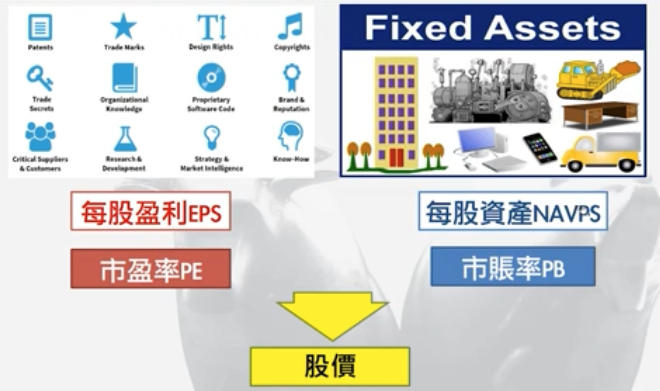 Patents
Trade Marks
Design Rights
Copyrights
Trade
Secrets
Organizational
Knowledge
Proprietary
Software Code
Brand &
Reputation
Critical Suppliers
& Customers
Research &
Development
Strategy &
Market Intelligence
Know-How
Fixed Assets
每股盈利EPS
每股資產NAVPS
市盈率PE
市賬率PB
股價